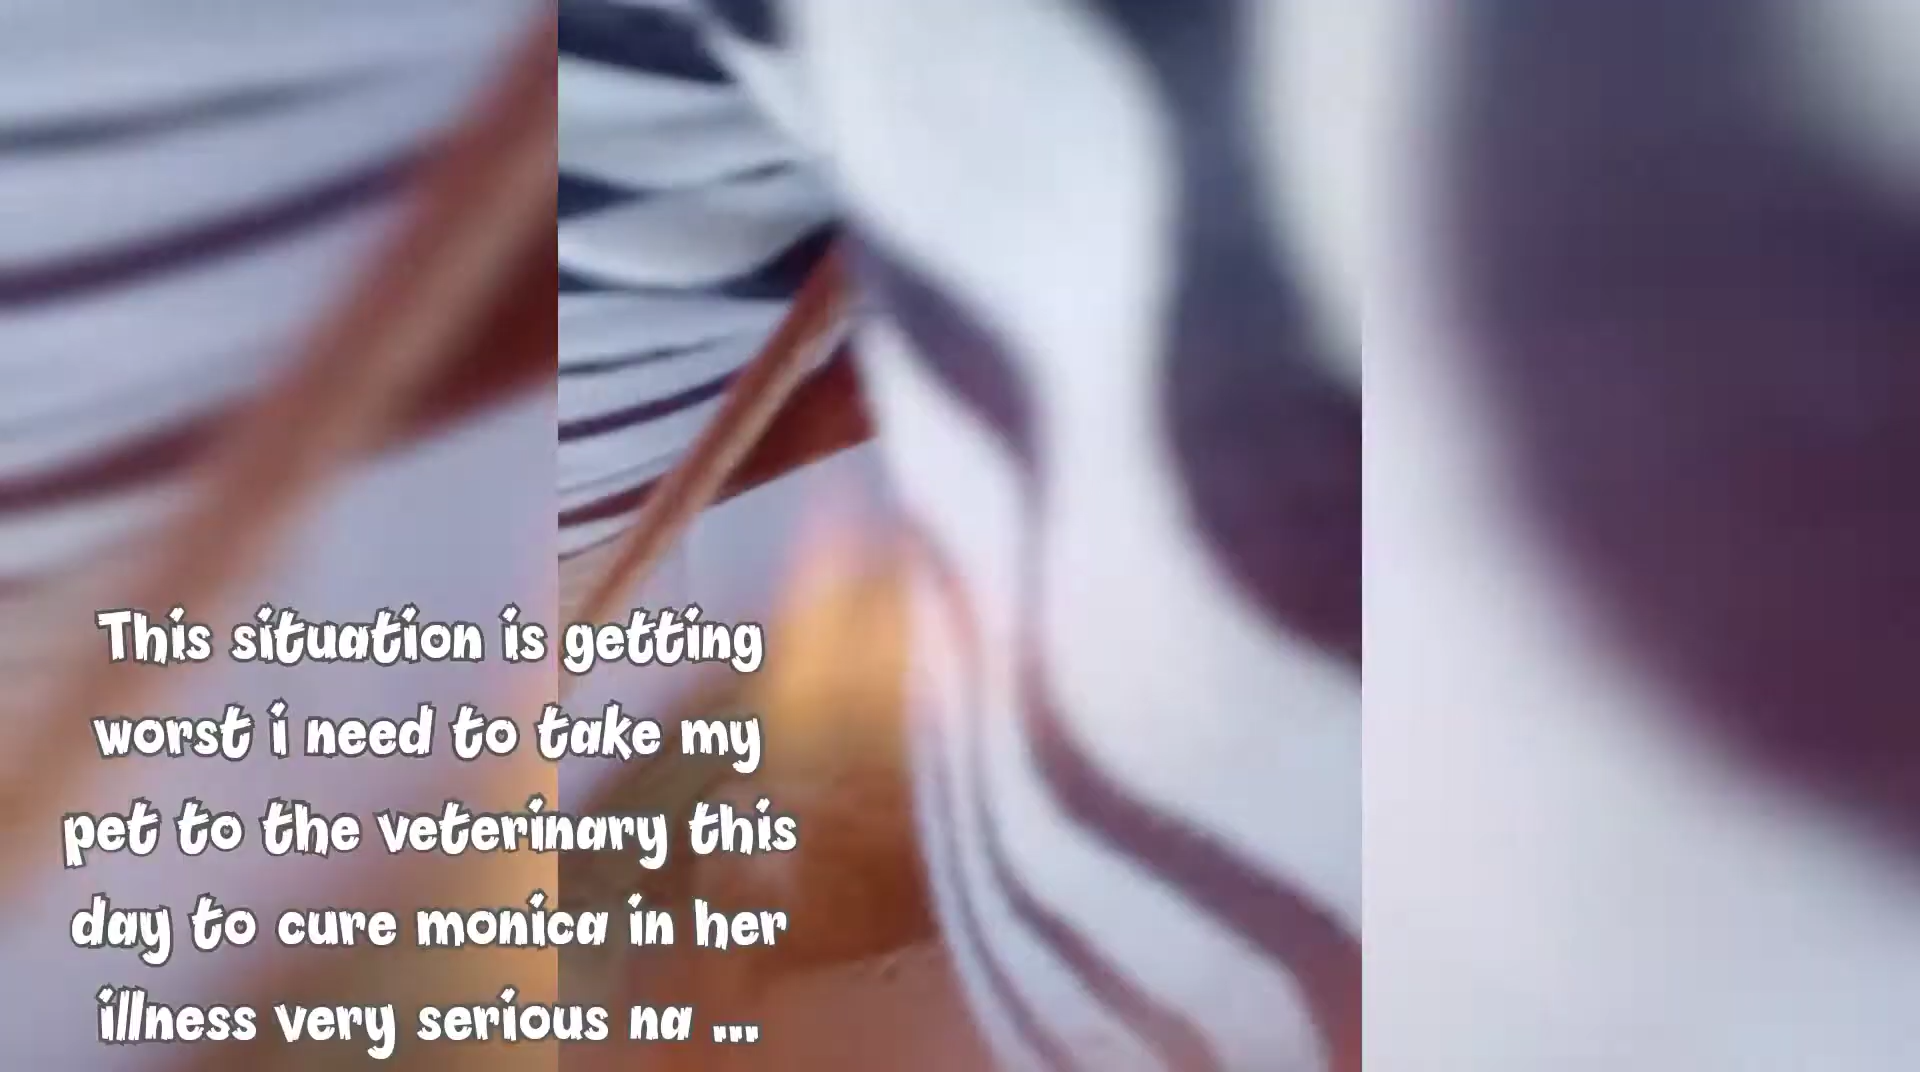 This situation is getting
worst i need to take my
pet to the veterinary this
day to cure monica in her
illness very serious na ...